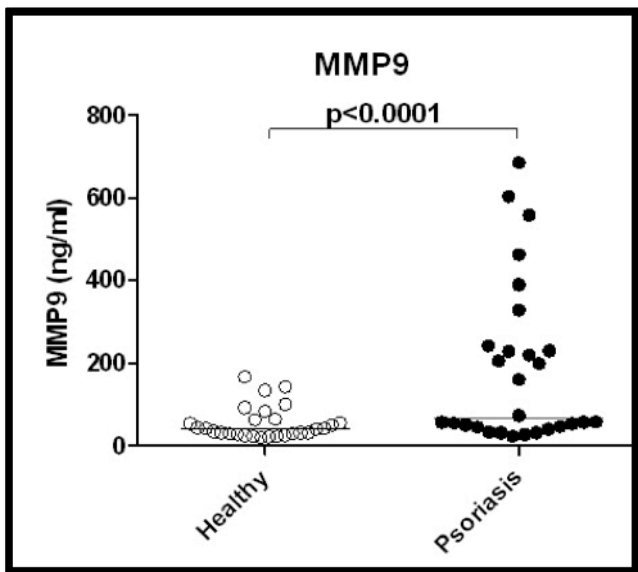 MMP9
p<0.0001
800
600
400
200
0
MMP9 (ng/ml)
Healthy
Psoriasis